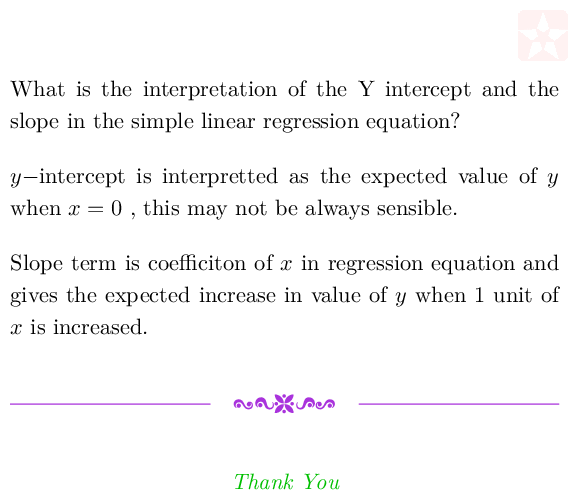 What is the interpretation of the Y intercept and the
slope in the simple linear regression equation?
y−intercept is interpretted as the expected value of y
when x = 0 , this may not be always sensible.
Slope term is coefficiton of x in regression equation and
gives the expected increase in value of y when 1 unit of
x is increased.
Thank You